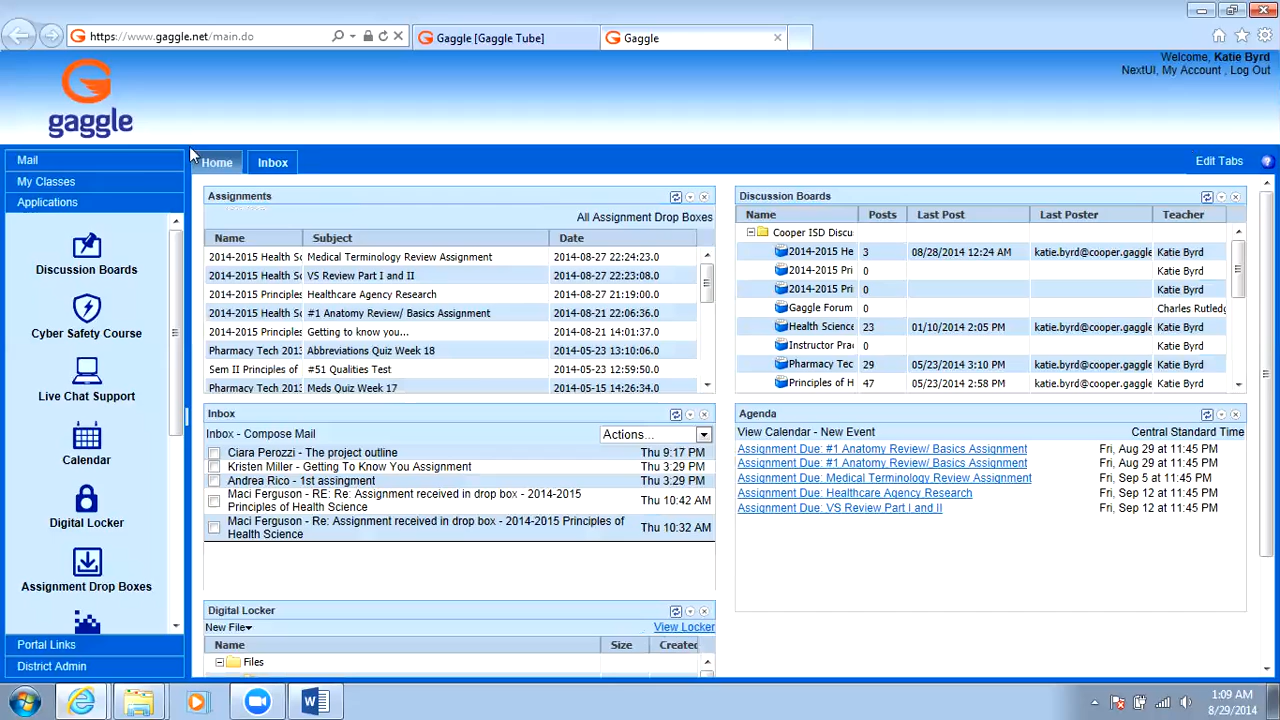 https://www.gaggle.net/main.do
Gaggle [Gaggle Tube]
Gaggle
Welcome, Katie Byrd
NextUI, My Account , Log Out
gaggle
Mail
My Classes
Applications
Discussion Boards
Cyber Safety Course
Live Chat Support
Calendar
Digital Locker
Assignment Drop Boxes
Portal Links
District Admin
Home
Inbox
Edit Tabs
Assignments
All Assignment Drop Boxes
Name Subject Date
2014-2015 Health Sc Medical Terminology Review Assignment 2014-08-27 22:24:23.0
2014-2015 Health Sc VS Review Part I and II 2014-08-27 22:23:08.0
2014-2015 Principles Healthcare Agency Research 2014-08-27 21:19:00.0
2014-2015 Health Sc #1 Anatomy Review/ Basics Assignment 2014-08-21 22:06:36.0
2014-2015 Principles Getting to know you... 2014-08-21 14:01:37.0
Pharmacy Tech 2013 Abbreviations Quiz Week 18 2014-05-23 13:10:06.0
Sem II Principles of #51 Qualities Test 2014-05-23 12:59:50.0
Pharmacy Tech 2013 Meds Quiz Week 17 2014-05-15 14:26:34.0
Inbox
Inbox - Compose Mail Actions...
Ciara Perozzi - The project outline Thu 9:17 PM
Kristen Miller - Getting To Know You Assignment Thu 3:29 PM
Andrea Rico - 1st assingment Thu 3:29 PM
Maci Ferguson - RE: Re: Assignment received in drop box - 2014-2015 Principles of Health Science Thu 10:42 AM
Maci Ferguson - Re: Assignment received in drop box - 2014-2015 Principles of Health Science Thu 10:32 AM
Digital Locker
New File View Locker
Name Size Created
Files
Discussion Boards
Name Posts Last Post Last Poster Teacher
Cooper ISD Discu
2014-2015 He 3 08/28/2014 12:24 AM katie.byrd@cooper.gaggle Katie Byrd
2014-2015 Pri 0 Katie Byrd
2014-2015 Pri 0 Katie Byrd
Gaggle Forum 0 Charles Rutledg
Health Science 23 01/10/2014 2:05 PM katie.byrd@cooper.gaggle Katie Byrd
Instructor Prac 0 Katie Byrd
Pharmacy Tec 29 05/23/2014 3:10 PM katie.byrd@cooper.gaggle Katie Byrd
Principles of H 47 05/23/2014 2:58 PM katie.byrd@cooper.gaggle Katie Byrd
Agenda
View Calendar - New Event Central Standard Time
Assignment Due: #1 Anatomy Review/ Basics Assignment Fri, Aug 29 at 11:45 PM
Assignment Due: #1 Anatomy Review/ Basics Assignment Fri, Aug 29 at 11:45 PM
Assignment Due: Medical Terminology Review Assignment Fri, Sep 5 at 11:45 PM
Assignment Due: Healthcare Agency Research Fri, Sep 12 at 11:45 PM
Assignment Due: VS Review Part I and II Fri, Sep 12 at 11:45 PM
1:09 AM
8/29/2014